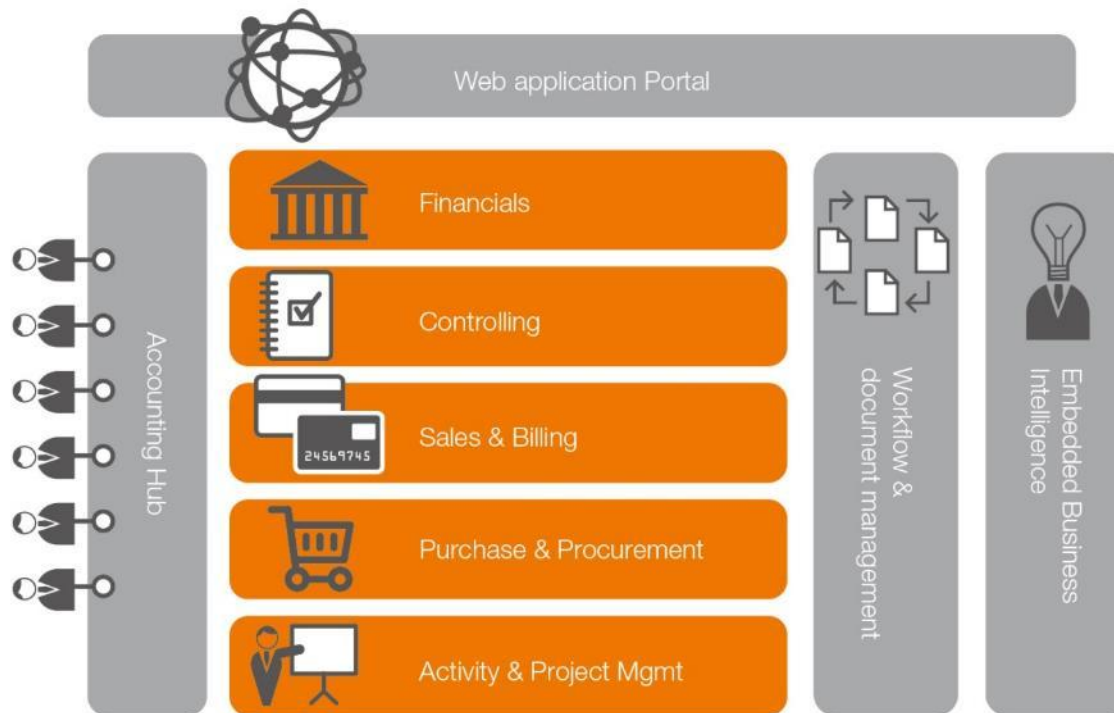 Web application Portal
Accounting Hub
Financials
Controlling
Sales & Billing
24569745
Purchase & Procurement
Activity & Project Mgmt
Workflow &
document management
Embedded Business
Intelligence